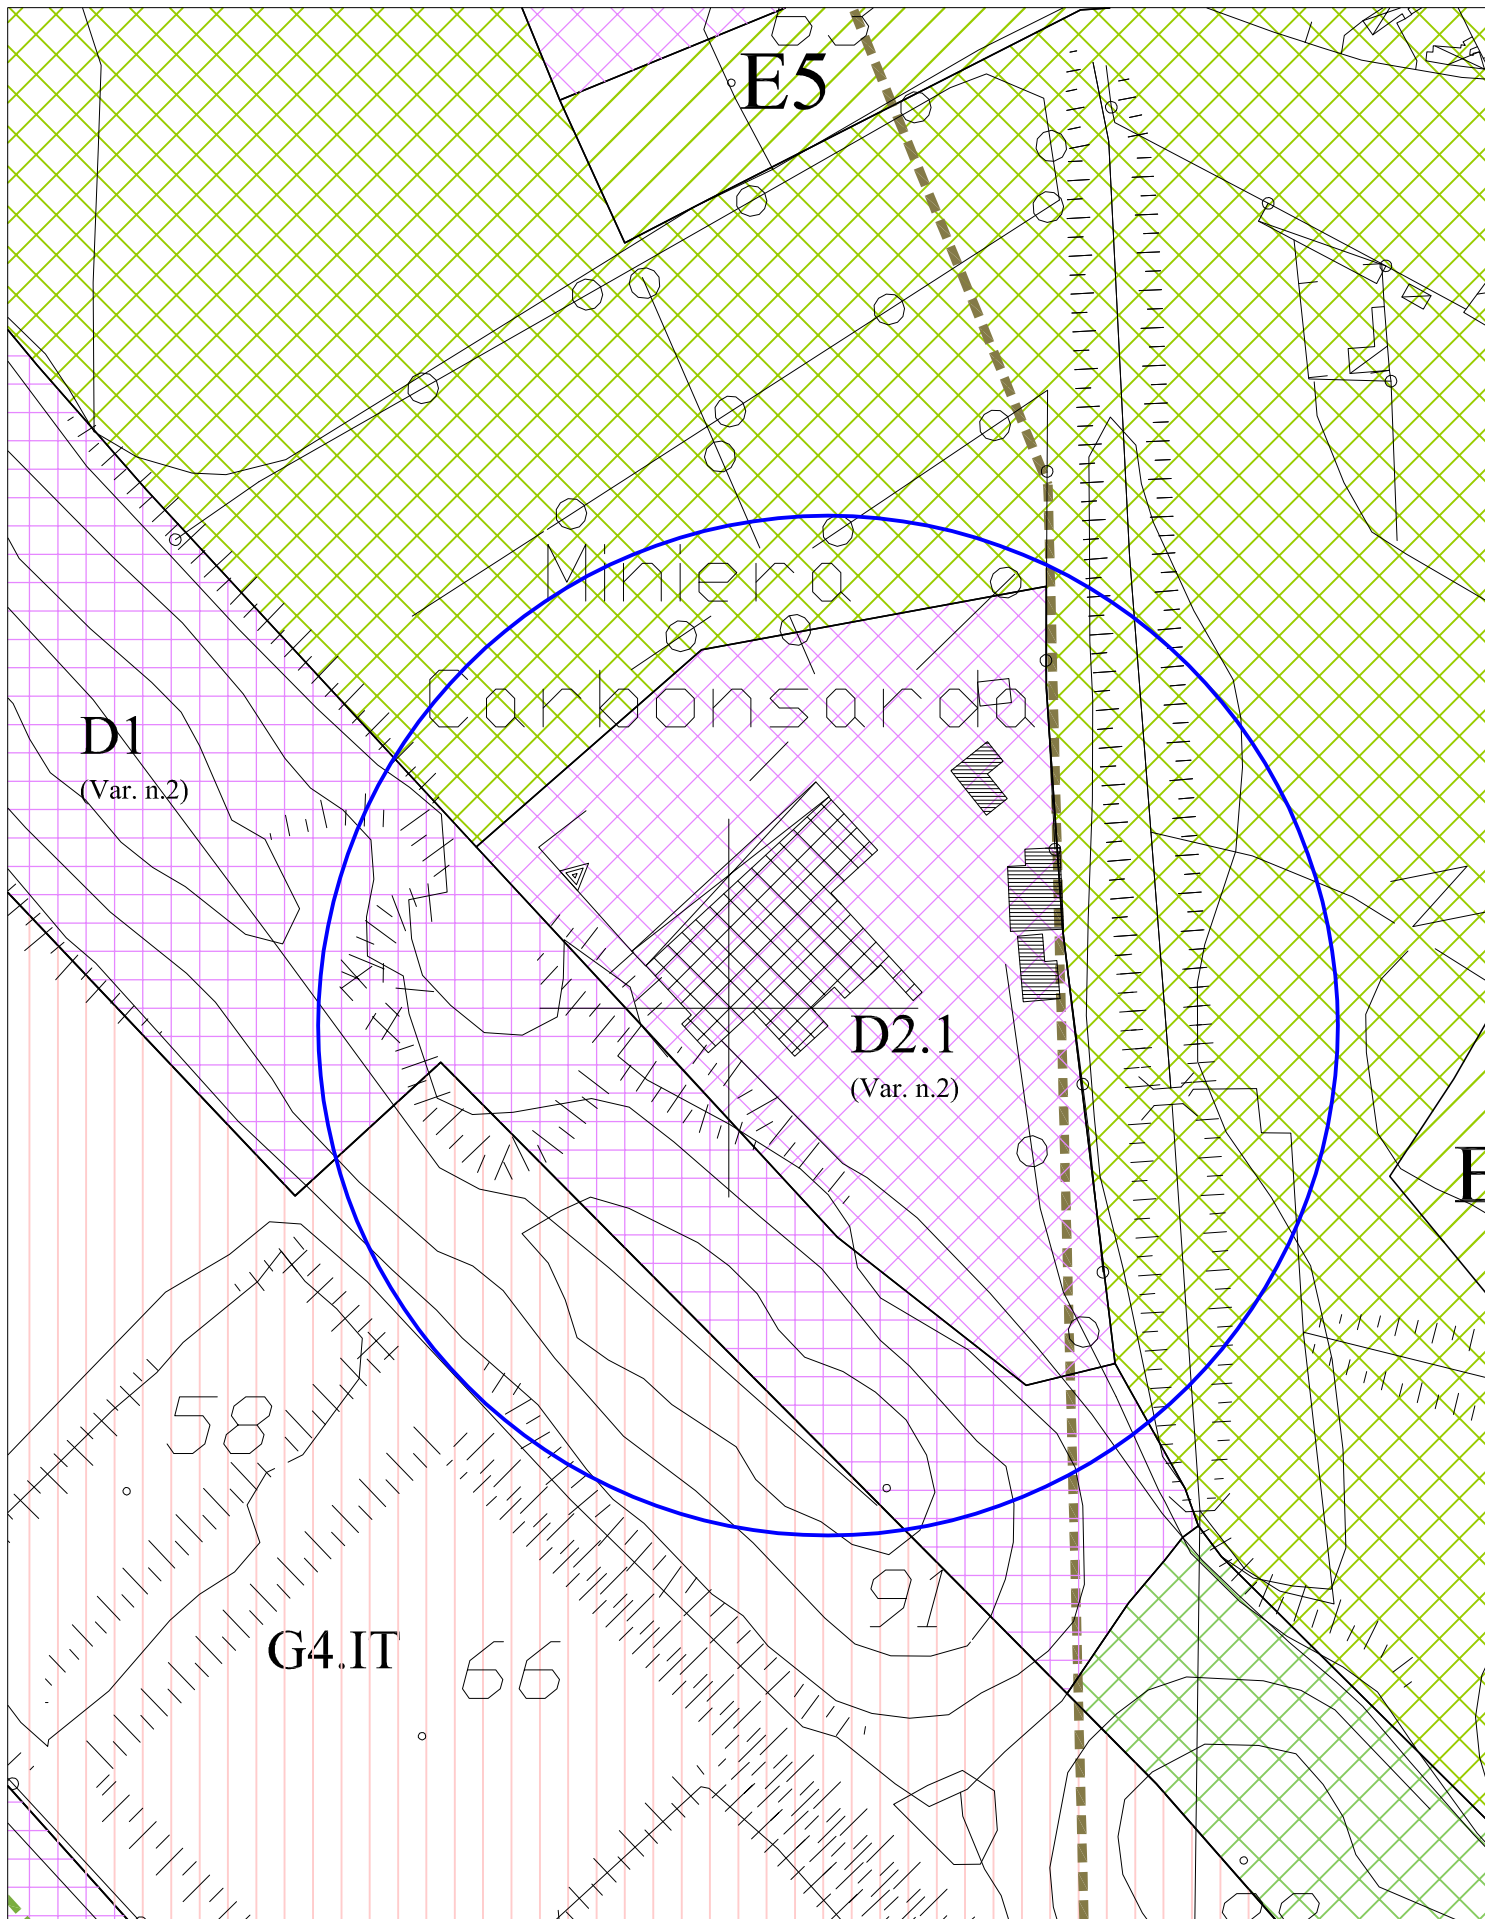 E5
Miniera
Carbonsarda
D1
(Var. n.2)
D2.1
(Var. n.2)
58
91
G4.IT
66